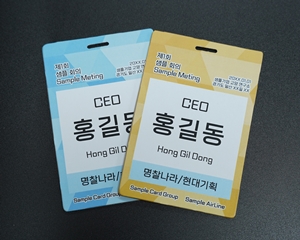 제1회
샘플 회의
Sample Meting
CEO
홍길동
Hong Gil Dong
명찰나라/
Sample Card Group
제1회
샘플 회의
Sample Meting
CEO
홍길동
Hong Gil Dong
명찰나라/현대기획
Sample Card Group
Sample AirLine